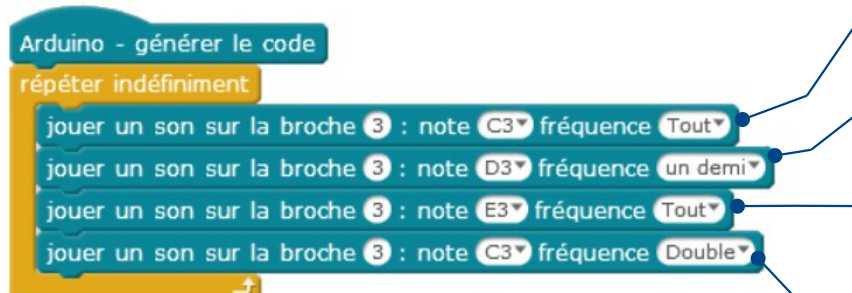 Arduino - générer le code
répéter indéfiniment
jouer un son sur la broche 3 : note C3 fréquence Tout
jouer un son sur la broche 3 : note D3 fréquence un demi
jouer un son sur la broche 3 : note E3 fréquence Tout
jouer un son sur la broche 3 : note C3 fréquence Double